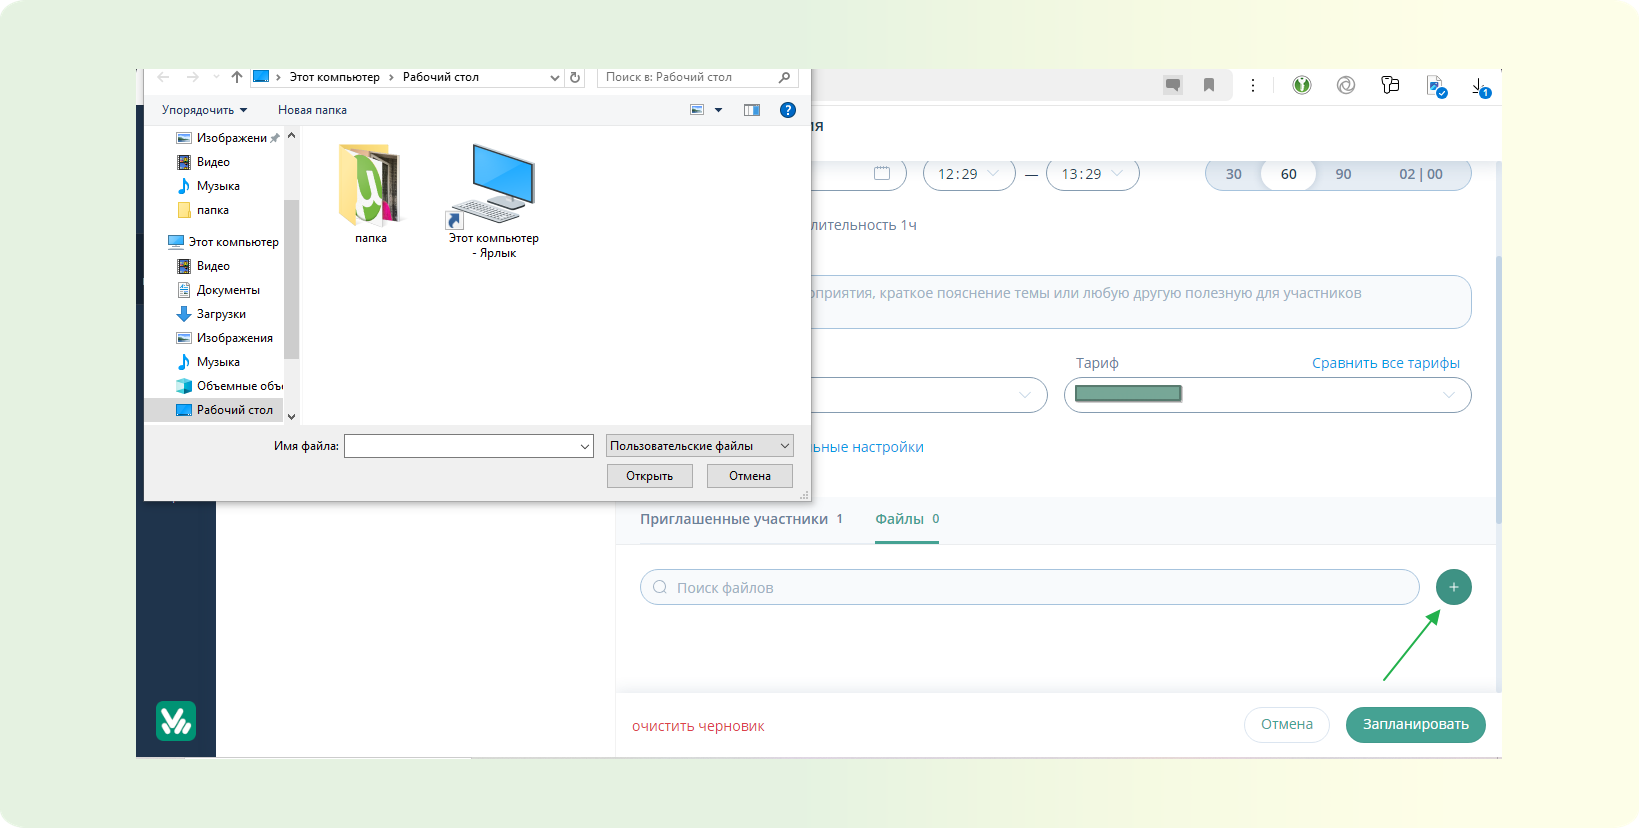 Этот компьютер
Рабочий стол
Поиск в: Рабочий стол
Упорядочить
Новая папка
?
Изображени
Видео
Музыка
папка
Этот компьютер
Видео
Документы
Загрузки
Изображения
Музыка
Объемные объ
Рабочий стол
папка
Этот компьютер
- Ярлык
Имя файла:
Пользовательские файлы
Открыть
Отмена
1
ия
12:29
—
13:29
30
60
90
02 | 00
лительность 1ч
оприятия, краткое пояснение темы или любую другую полезную для участников
Тариф
Сравнить все тарифы
ьные настройки
Приглашенные участники 1
Файлы 0
Поиск файлов
+
очистить черновик
Отмена
Запланировать